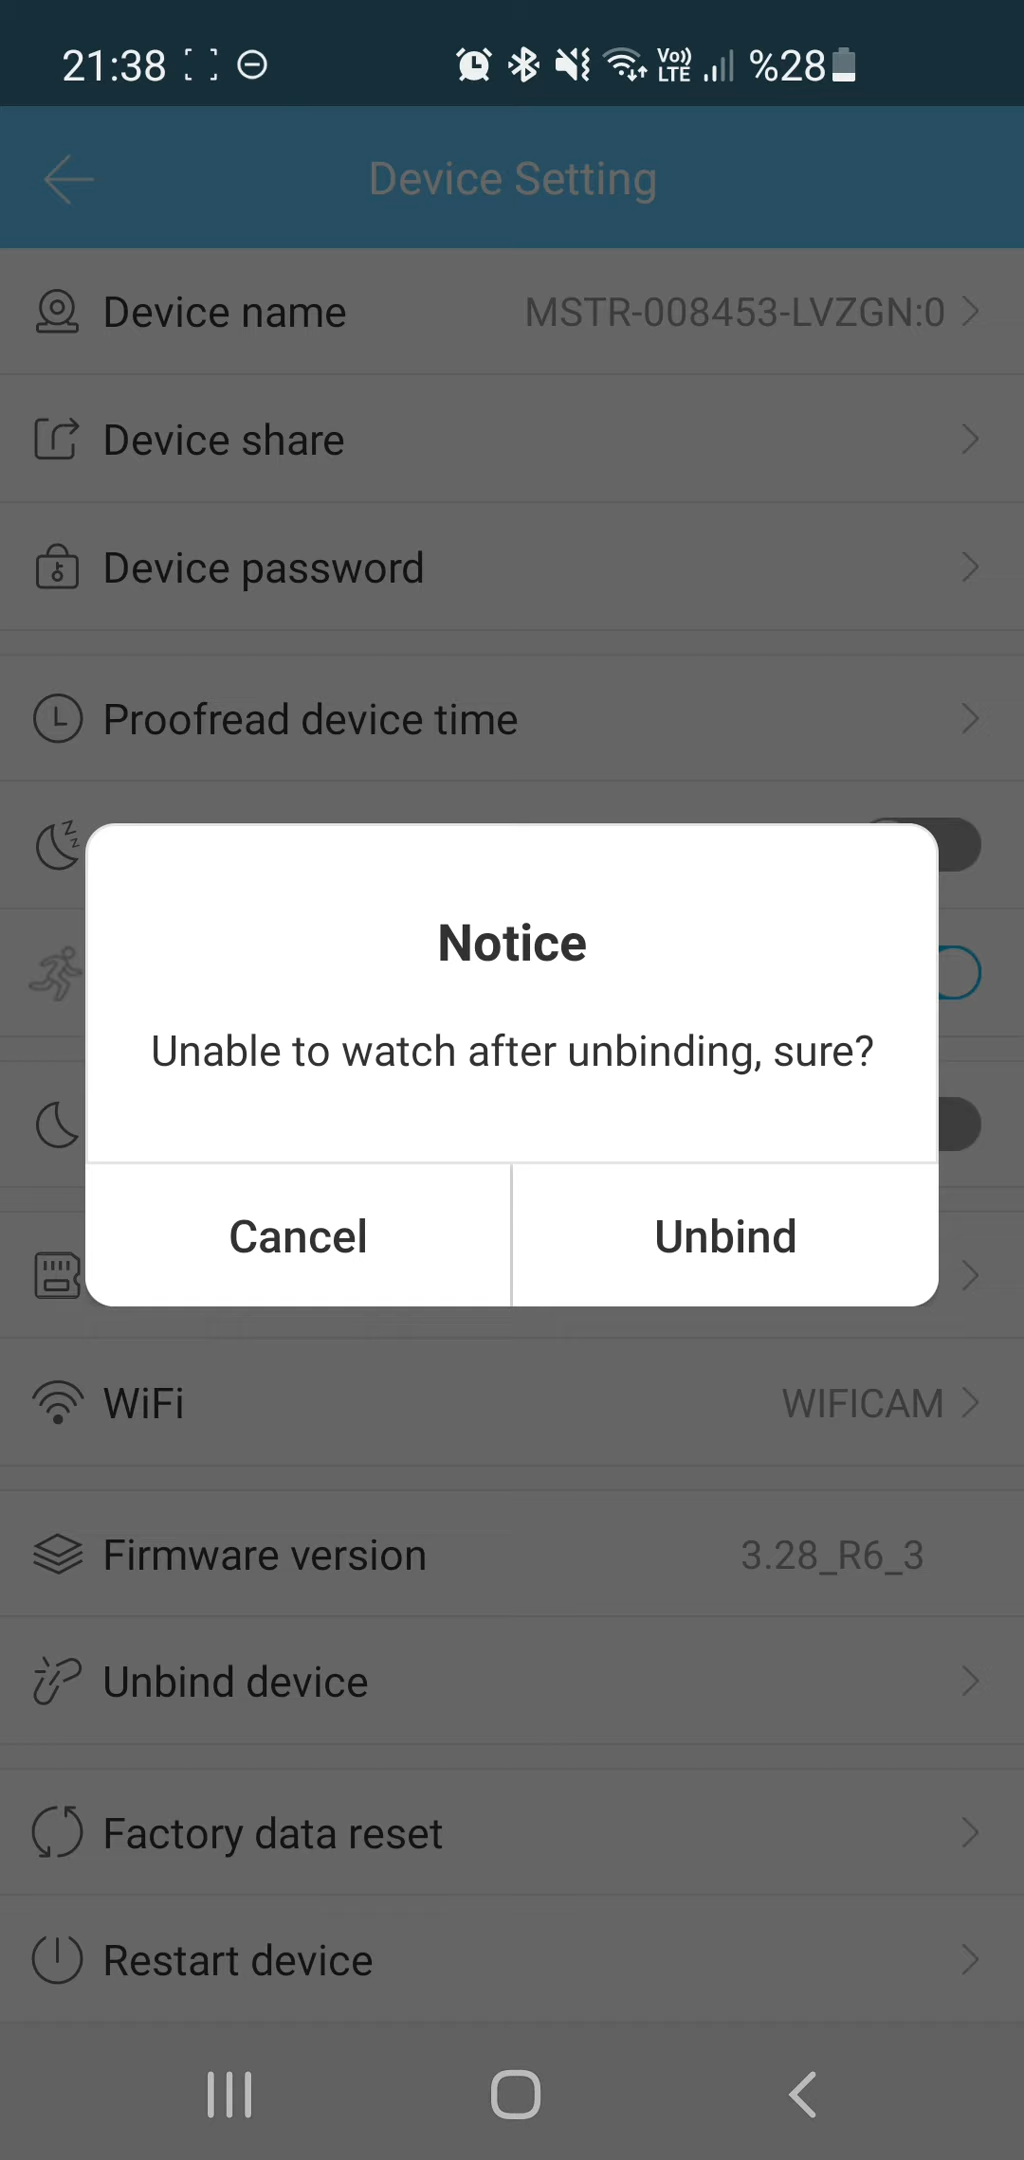 21:38 Vo)) LTE %28
Device Setting
Device name MSTR-008453-LVZGN:0
Device share
Device password
Proofread device time
Notice
Unable to watch after unbinding, sure?
Cancel Unbind
WiFi WIFICAM
Firmware version 3.28_R6_3
Unbind device
Factory data reset
Restart device